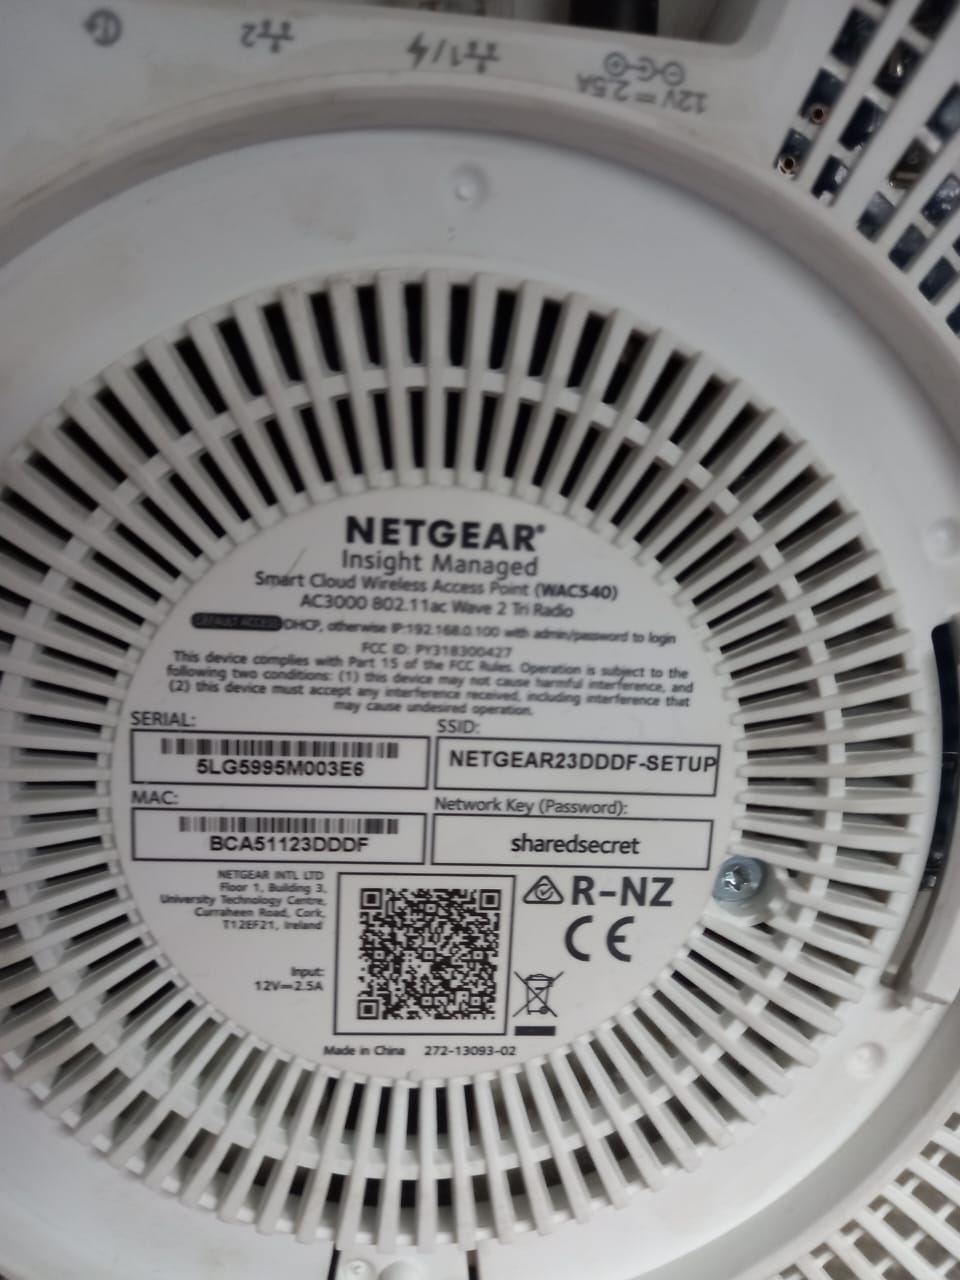 2
1/
12V⎓2.5A
NETGEAR®
Insight Managed
Smart Cloud Wireless Access Point (WAC540)
AC3000 802.11ac Wave 2 Tri Radio
DEFAULT ACCESS DHCP, otherwise IP:192.168.0.100 with admin/password to login
FCC ID: PY318300427
This device complies with Part 15 of the FCC Rules. Operation is subject to the
following two conditions: (1) this device may not cause harmful interference, and
(2) this device must accept any interference received, including interference that
may cause undesired operation.
SERIAL:
5LG5995M003E6
SSID:
NETGEAR23DDDF-SETUP
MAC:
BCA51123DDDF
Network Key (Password):
sharedsecret
NETGEAR INTL LTD
Floor 1, Building 3,
University Technology Centre,
Curraheen Road, Cork,
T12EF21, Ireland
Input:
12V⎓2.5A
R-NZ
CE
Made in China 272-13093-02